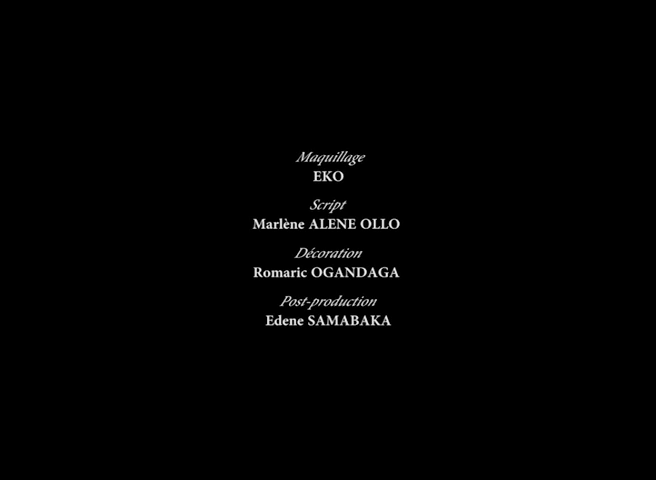 Maquillage
EKO
Script
Marlène ALENE OLLO
Décoration
Romaric OGANDAGA
Post-production
Edene SAMABAKA